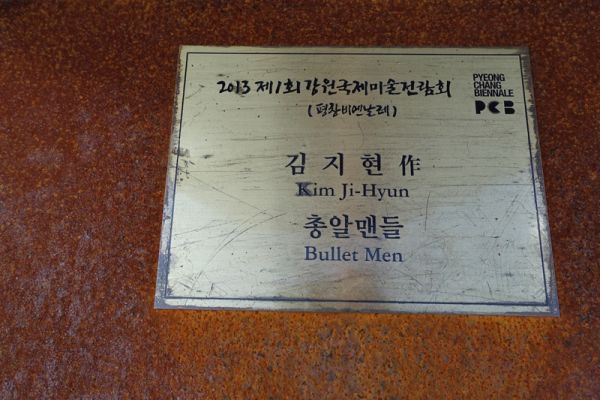 2013 제1회 강원국제미술전람회
(평창비엔날레)
PYEONG
CHANG
BIENNALE
PCB
김지현 作
Kim Ji-Hyun
총알맨들
Bullet Men